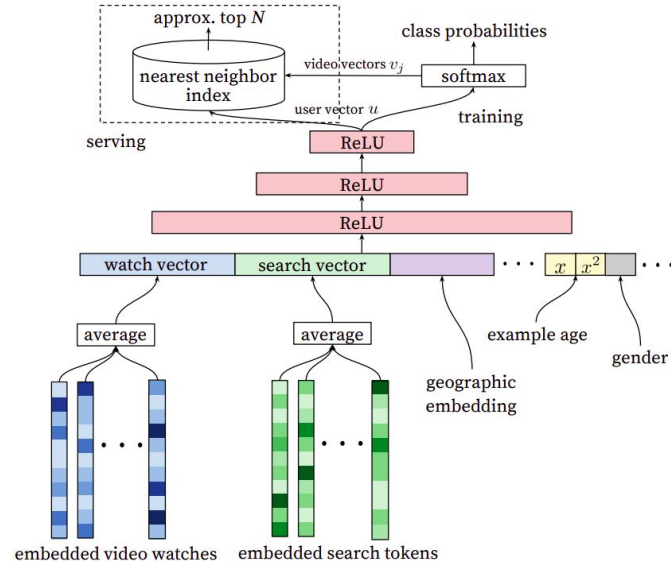 approx. top N
class probabilities
nearest neighbor
index
video vectors v_j
softmax
user vector u
serving
training
ReLU
ReLU
ReLU
watch vector
search vector
· · ·
x
x²
· · ·
average
average
example age
gender
geographic
embedding
· · ·
· · ·
embedded video watches
embedded search tokens